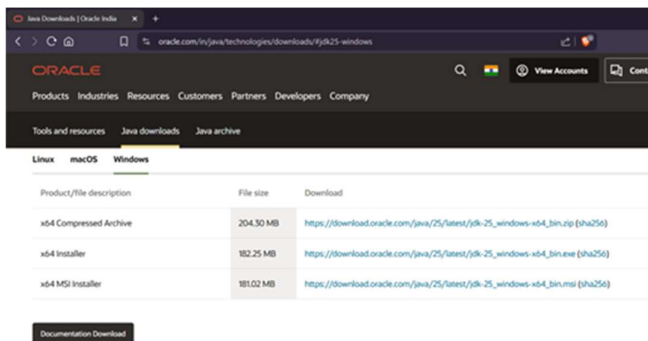 Java Downloads | Oracle India
oracle.com/in/java/technologies/downloads/#jdk25-windows
ORACLE
View Accounts
Cont
Products Industries Resources Customers Partners Developers Company
Tools and resources Java downloads Java archive
Linux macOS Windows
Product/file description File size Download
x64 Compressed Archive 204.30 MB https://download.oracle.com/java/25/latest/jdk-25_windows-x64_bin.zip (sha256)
x64 Installer 182.25 MB https://download.oracle.com/java/25/latest/jdk-25_windows-x64_bin.exe (sha256)
x64 MSI Installer 181.02 MB https://download.oracle.com/java/25/latest/jdk-25_windows-x64_bin.msi (sha256)
Documentation Download